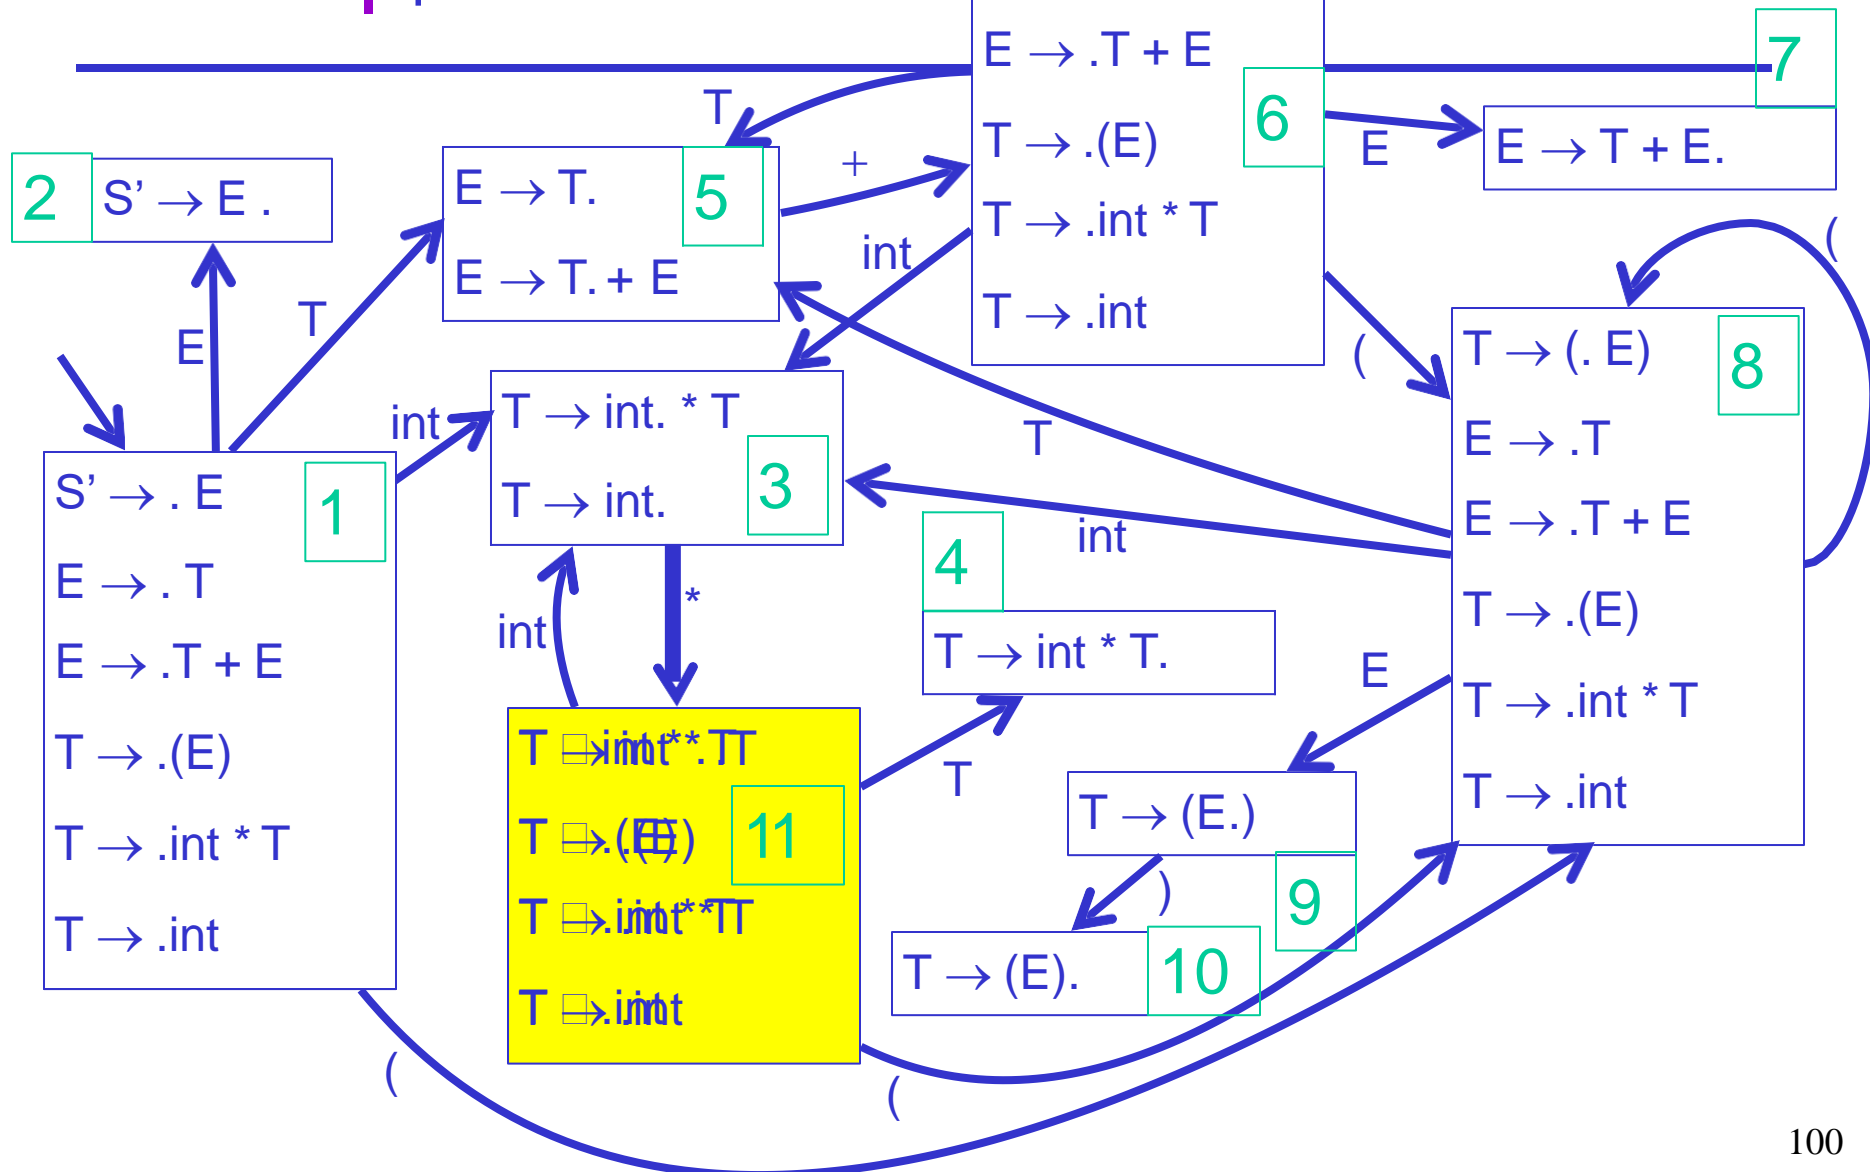 E → .T + E
7
6
T
T → .(E)
E
E → T + E.
2
S’ → E .
E → T.
5
+
T → .int * T
(
int
E → T. + E
T → .int
T
E
(
T → (. E)
8
int
T → int. * T
T
E → .T
S’ → . E
1
T → int.
3
int
E → .T + E
4
E → . T
*
int
T → .(E)
T → int * T.
E → .T + E
E
T → .int * T
T → .(E)
T
T → .int
T → (E.)
11
T → .int * T
)
9
T → .int
T → (E).
10
(
(
100